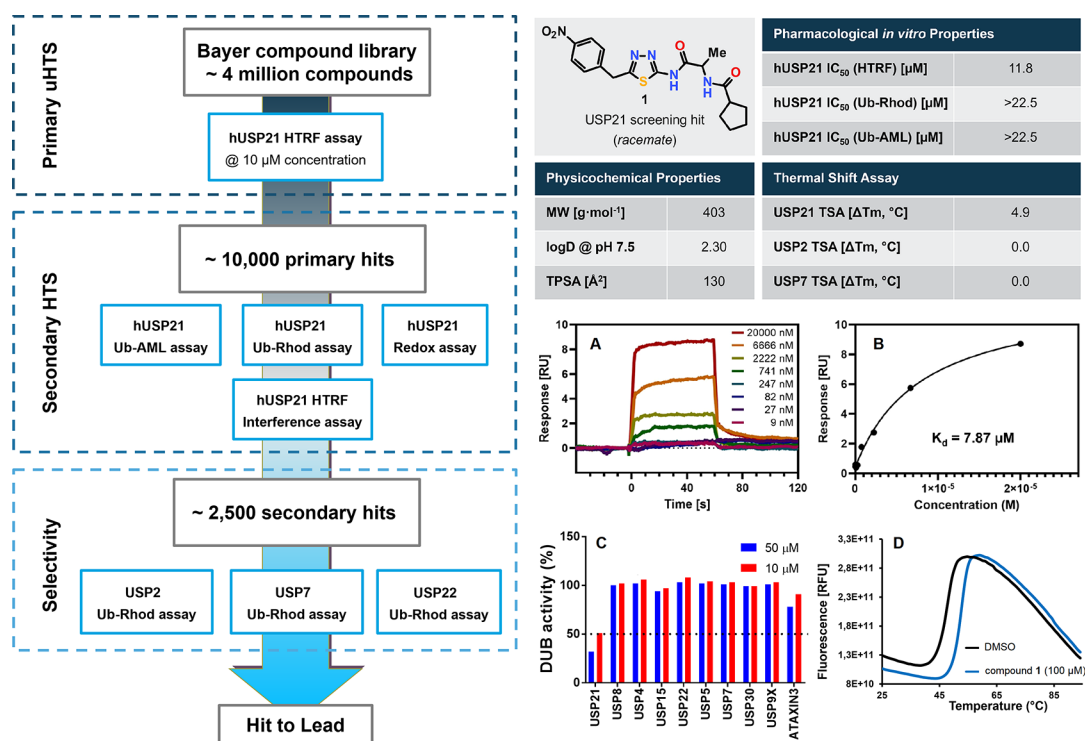 Primary uHTS
Bayer compound library
~ 4 million compounds
hUSP21 HTRF assay
@ 10 µM concentration
Secondary HTS
~ 10,000 primary hits
hUSP21
Ub-AML assay
hUSP21
Ub-Rhod assay
hUSP21
Redox assay
hUSP21 HTRF
Interference assay
Selectivity
~ 2,500 secondary hits
USP2
Ub-Rhod assay
USP7
Ub-Rhod assay
USP22
Ub-Rhod assay
Hit to Lead
O₂N
N N
S
N
H
O
Me
N
H
O
1
USP21 screening hit
(racemate)
Pharmacological in vitro Properties
hUSP21 IC₅₀ (HTRF) [µM] 11.8
hUSP21 IC₅₀ (Ub-Rhod) [µM] >22.5
hUSP21 IC₅₀ (Ub-AML) [µM] >22.5
Physicochemical Properties
MW [g·mol⁻¹] 403
logD @ pH 7.5 2.30
TPSA [Å²] 130
Thermal Shift Assay
USP21 TSA [ΔTm, °C] 4.9
USP2 TSA [ΔTm, °C] 0.0
USP7 TSA [ΔTm, °C] 0.0
A
Response [RU]
10
8
6
4
2
0
0 20 40 60 80 100 120
Time [s]
20000 nM
6666 nM
2222 nM
741 nM
247 nM
82 nM
27 nM
9 nM
B
Response [RU]
10
8
6
4
2
0
K_d = 7.87 µM
0 1×10⁻⁵ 2×10⁻⁵
Concentration (M)
C
DUB activity (%)
150
100
50
0
50 µM
10 µM
USP21
USP8
USP4
USP15
USP22
USP5
USP7
USP30
USP9X
ATAXIN3
D
Fluorescence [RFU]
3,3E+11
2,8E+11
2,3E+11
1,8E+11
1,3E+11
8E+10
DMSO
compound 1 (100 µM)
25 45 65 85
Temperature (°C)